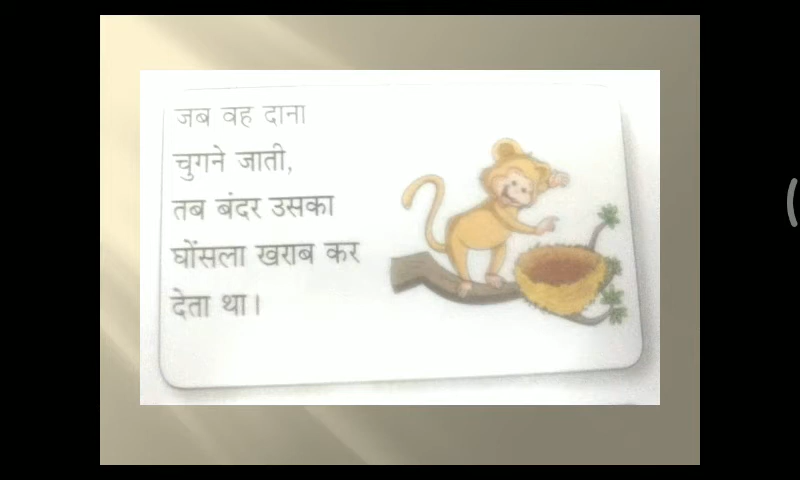 जब वह दाना
चुगने जाती,
तब बंदर उसका
घोंसला खराब कर
देता था।